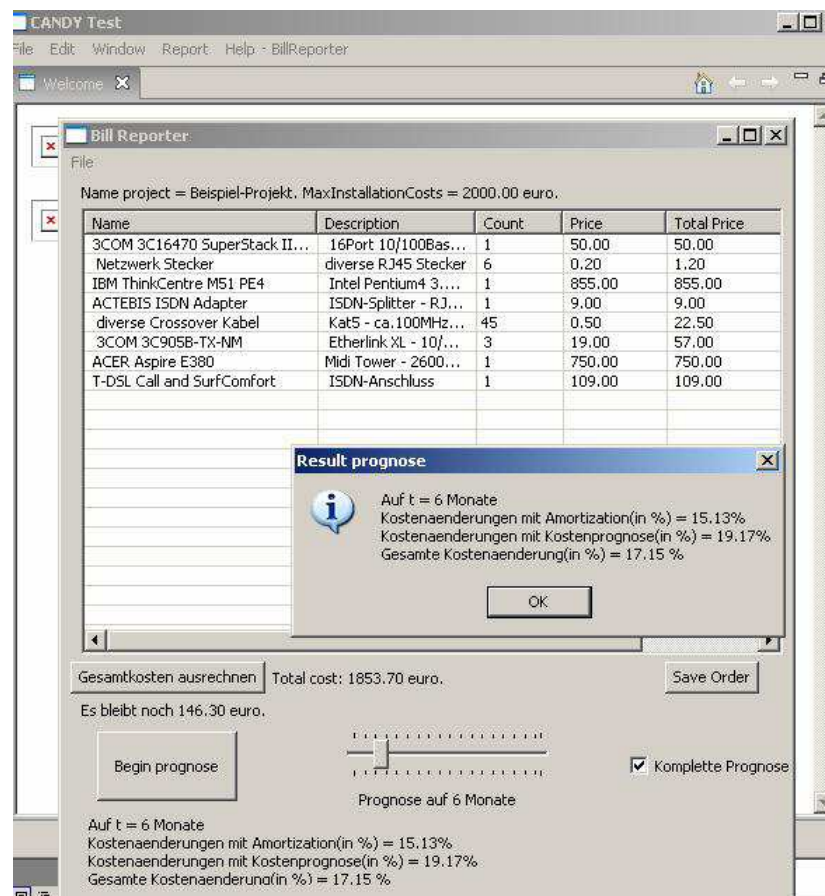 CANDY Test
File Edit Window Report Help - BillReporter
Welcome
Bill Reporter
File
Name project = Beispiel-Projekt. MaxInstallationCosts = 2000.00 euro.
Name Description Count Price Total Price
3COM 3C16470 SuperStack II... 16Port 10/100Bas... 1 50.00 50.00
Netzwerk Stecker diverse RJ45 Stecker 6 0.20 1.20
IBM ThinkCentre M51 PE4 Intel Pentium4 3.... 1 855.00 855.00
ACTEBIS ISDN Adapter ISDN-Splitter - RJ... 1 9.00 9.00
diverse Crossover Kabel Kat5 - ca.100MHz... 45 0.50 22.50
3COM 3C905B-TX-NM Etherlink XL - 10/... 3 19.00 57.00
ACER Aspire E380 Midi Tower - 2600... 1 750.00 750.00
T-DSL Call and SurfComfort ISDN-Anschluss 1 109.00 109.00
Result prognose
Auf t = 6 Monate
Kostenaenderungen mit Amortization(in %) = 15.13%
Kostenaenderungen mit Kostenprognose(in %) = 19.17%
Gesamte Kostenaenderung(in %) = 17.15 %
OK
Gesamtkosten ausrechnen Total cost: 1853.70 euro. Save Order
Es bleibt noch 146.30 euro.
Begin prognose Komplette Prognose
Prognose auf 6 Monate
Auf t = 6 Monate
Kostenaenderungen mit Amortization(in %) = 15.13%
Kostenaenderungen mit Kostenprognose(in %) = 19.17%
Gesamte Kostenaenderung(in %) = 17.15 %